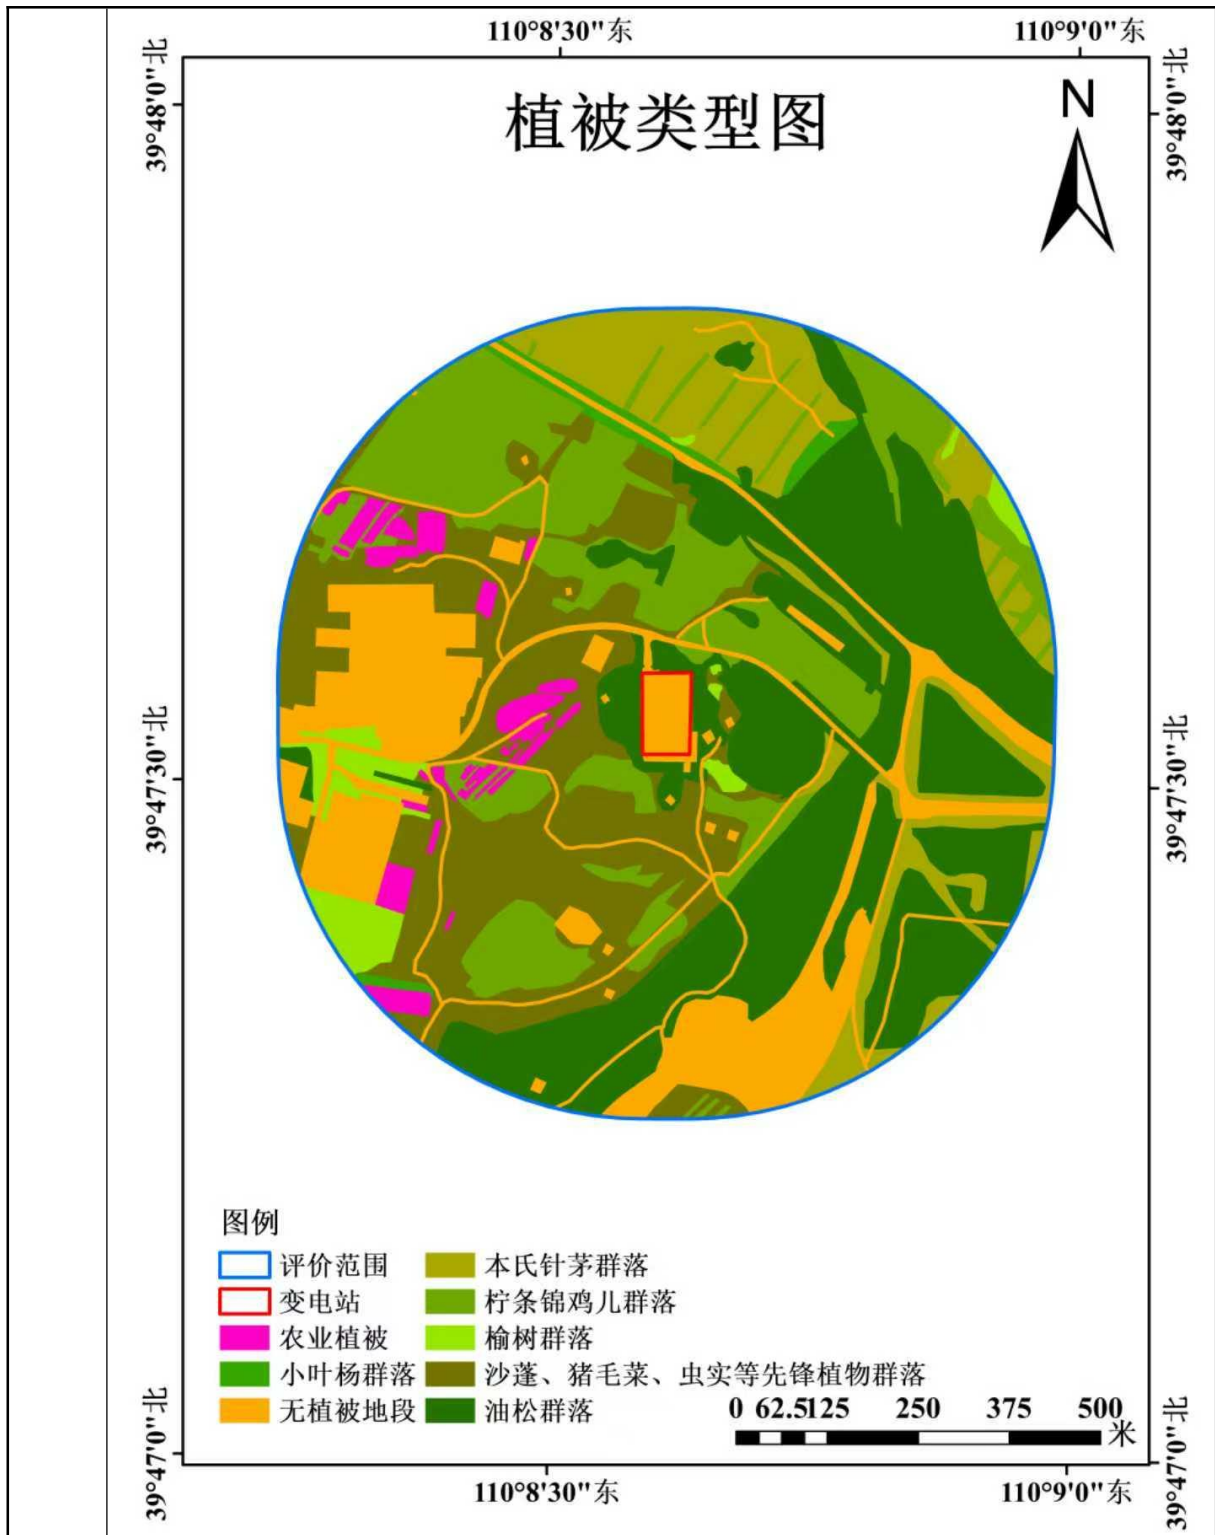 110°8'30"东 110°9'0"东
39°48'0"北
39°48'0"北
植被类型图
N
39°47'30"北
39°47'30"北
图例
评价范围 本氏针茅群落
变电站 柠条锦鸡儿群落
农业植被 榆树群落
小叶杨群落 沙蓬、猪毛菜、虫实等先锋植物群落
无植被地段 油松群落
0 62.5125 250 375 500
米
39°47'0"北
39°47'0"北
110°8'30"东 110°9'0"东